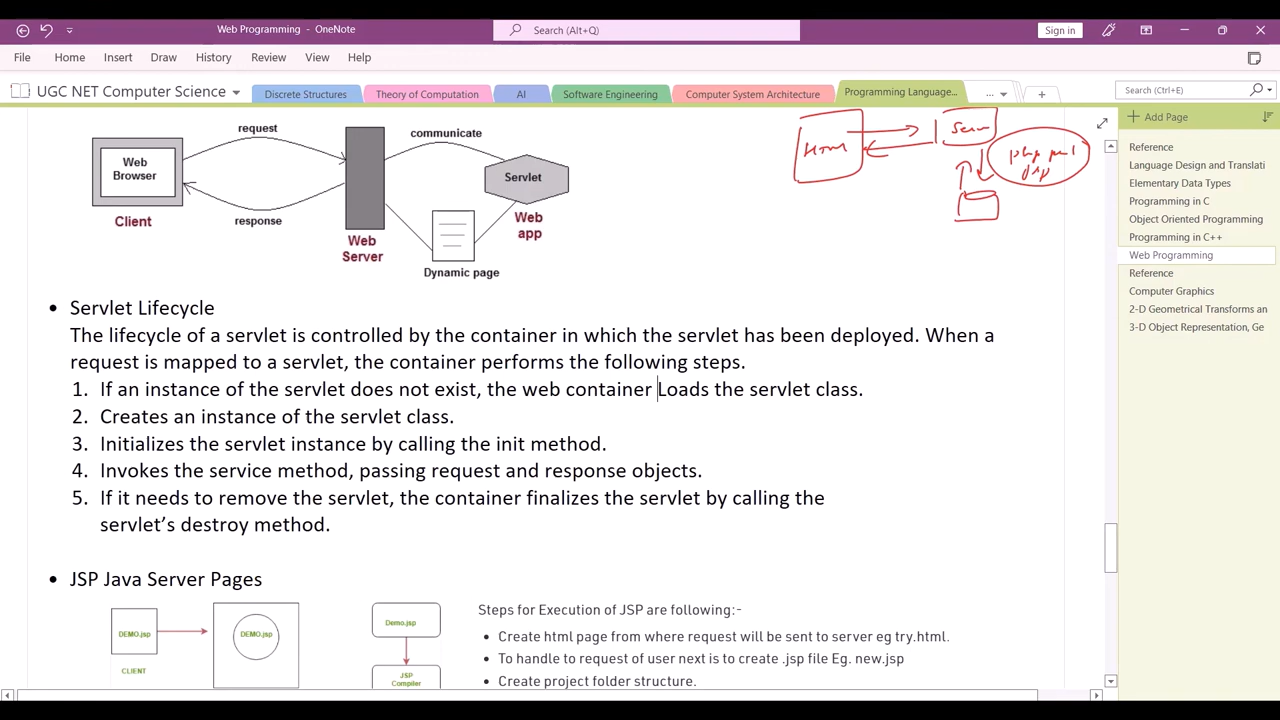 Web Programming - OneNote
Search (Alt+Q)
Sign in
File Home Insert Draw History Review View Help
UGC NET Computer Science
Discrete Structures
Theory of Computation
AI
Software Engineering
Computer System Architecture
Programming Language...
...
Search (Ctrl+E)
Add Page
Reference
Language Design and Translati
Elementary Data Types
Programming in C
Object Oriented Programming
Programming in C++
Web Programming
Reference
Computer Graphics
2-D Geometrical Transforms an
3-D Object Representation, Ge
request
communicate
Web
Browser
Servlet
Client
response
Web
Server
Web
app
Dynamic page
Html
• Servlet Lifecycle
The lifecycle of a servlet is controlled by the container in which the servlet has been deployed. When a
request is mapped to a servlet, the container performs the following steps.
1. If an instance of the servlet does not exist, the web container Loads the servlet class.
2. Creates an instance of the servlet class.
3. Initializes the servlet instance by calling the init method.
4. Invokes the service method, passing request and response objects.
5. If it needs to remove the servlet, the container finalizes the servlet by calling the
servlet’s destroy method.
• JSP Java Server Pages
DEMO.jsp
DEMO.jsp
CLIENT
Demo.jsp
JSP
Compiler
Steps for Execution of JSP are following:-
• Create html page from where request will be sent to server eg try.html.
• To handle to request of user next is to create .jsp file Eg. new.jsp
• Create project folder structure.